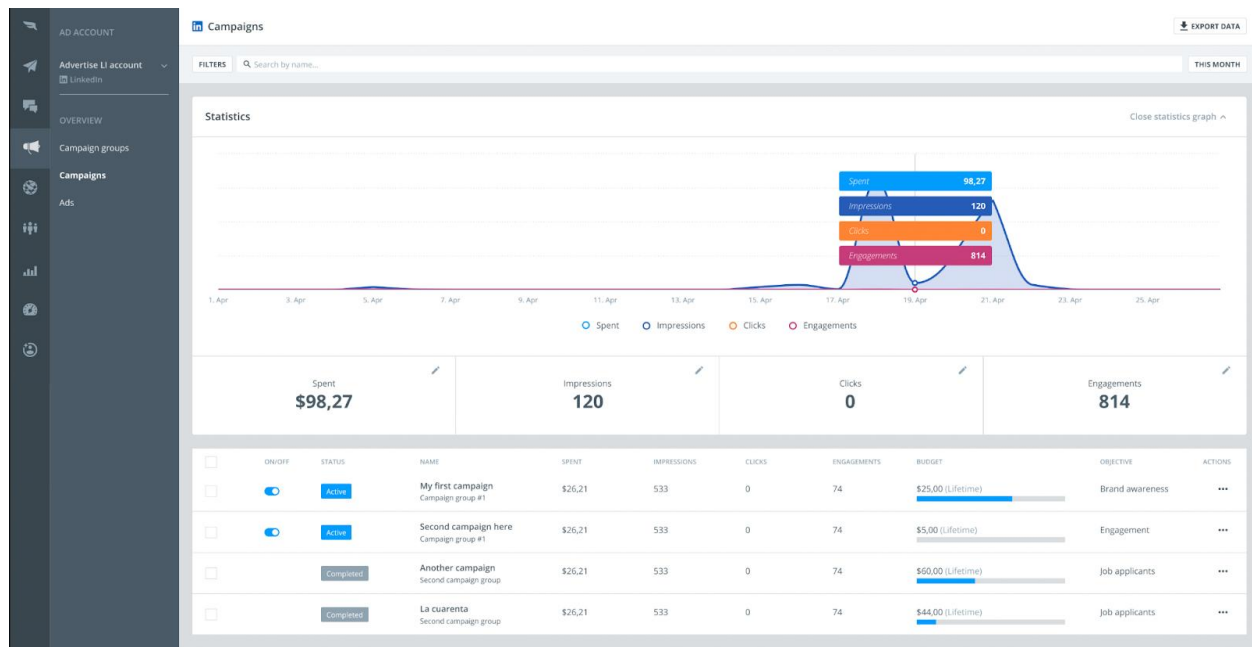 AD ACCOUNT
Advertise LI account
LinkedIn
OVERVIEW
Campaign groups
Campaigns
Ads
in Campaigns
EXPORT DATA
FILTERS
Search by name...
THIS MONTH
Statistics
Close statistics graph
Spent 98,27
Impressions 120
Clicks 0
Engagements 814
1. Apr 3. Apr 5. Apr 7. Apr 9. Apr 11. Apr 13. Apr 15. Apr 17. Apr 19. Apr 21. Apr 23. Apr 25. Apr
Spent Impressions Clicks Engagements
Spent
$98,27
Impressions
120
Clicks
0
Engagements
814
ON/OFF STATUS NAME SPENT IMPRESSIONS CLICKS ENGAGEMENTS BUDGET OBJECTIVE ACTIONS
Active My first campaign $26,21 533 0 74 $25,00 (Lifetime) Brand awareness
Campaign group #1
Active Second campaign here $26,21 533 0 74 $5,00 (Lifetime) Engagement
Campaign group #1
Completed Another campaign $26,21 533 0 74 $60,00 (Lifetime) Job applicants
Second campaign group
Completed La cuarenta $26,21 533 0 74 $44,00 (Lifetime) Job applicants
Second campaign group